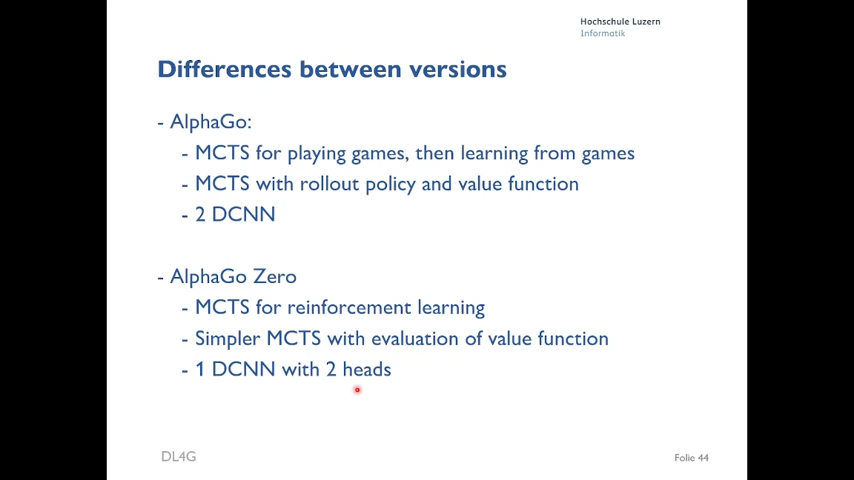 Hochschule Luzern
Informatik
Differences between versions
- AlphaGo:
- MCTS for playing games, then learning from games
- MCTS with rollout policy and value function
- 2 DCNN
- AlphaGo Zero
- MCTS for reinforcement learning
- Simpler MCTS with evaluation of value function
- 1 DCNN with 2 heads
DL4G
Folie 44